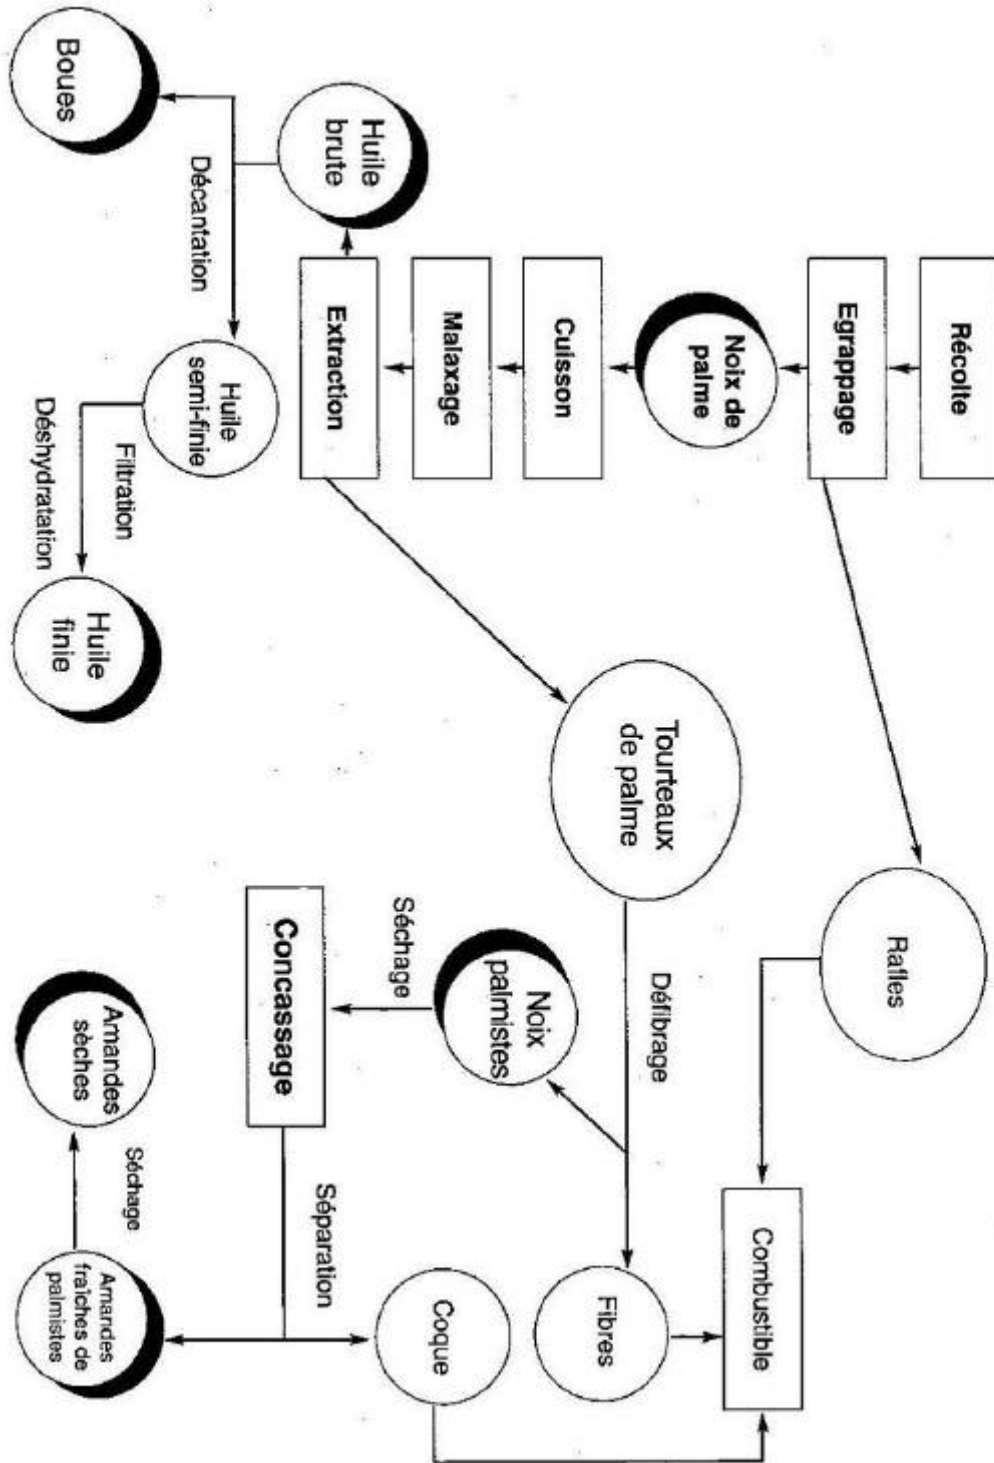 Récolte
Egrappage
Noix de
palme
Cuisson
Malaxage
Extraction
Huile
brute
Décantation
Boues
Huile
semi-finie
Filtration
Déshydratation
Huile
finie
Tourteaux
de palme
Rafles
Défibrage
Noix
palmistes
Séchage
Concassage
Séparation
Combustible
Fibres
Coque
Amandes
fraîches de
palmistes
Séchage
Amandes
sèches